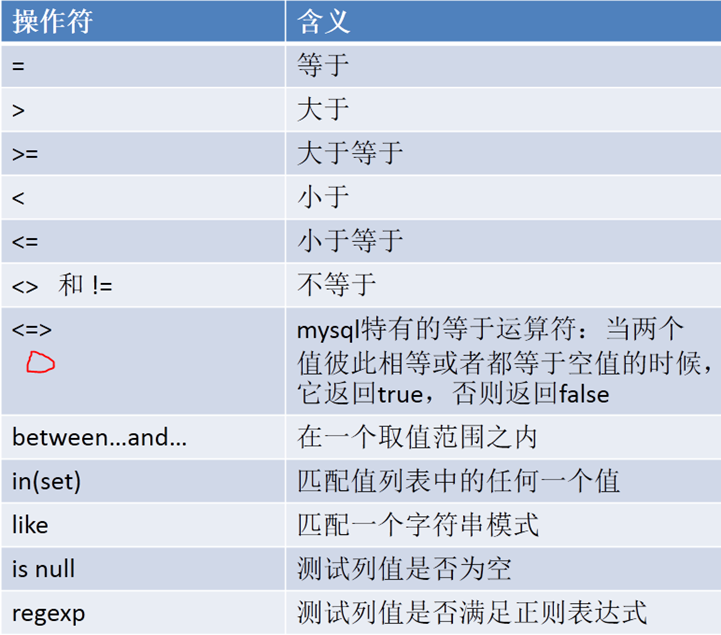 操作符 含义
= 等于
> 大于
>= 大于等于
< 小于
<= 小于等于
<> 和 != 不等于
<=> mysql特有的等于运算符：当两个
值彼此相等或者都等于空值的时候，
它返回true，否则返回false
between...and... 在一个取值范围之内
in(set) 匹配值列表中的任何一个值
like 匹配一个字符串模式
is null 测试列值是否为空
regexp 测试列值是否满足正则表达式